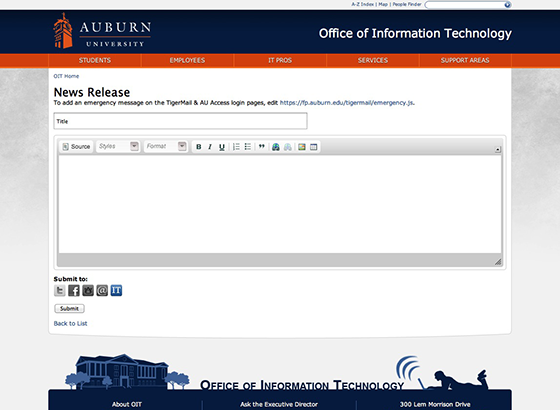 A-Z Index | Map | People Finder
AUBURN
UNIVERSITY
Office of Information Technology
STUDENTS EMPLOYEES IT PROS SERVICES SUPPORT AREAS
OIT Home
News Release
To add an emergency message on the TigerMail & AU Access login pages, edit https://fp.auburn.edu/tigermail/emergency.js.
Title
Source Styles Format B I U
Submit to:
t f @ IT
Submit
Back to List
OFFICE OF INFORMATION TECHNOLOGY
About OIT Ask the Executive Director 300 Lem Morrison Drive